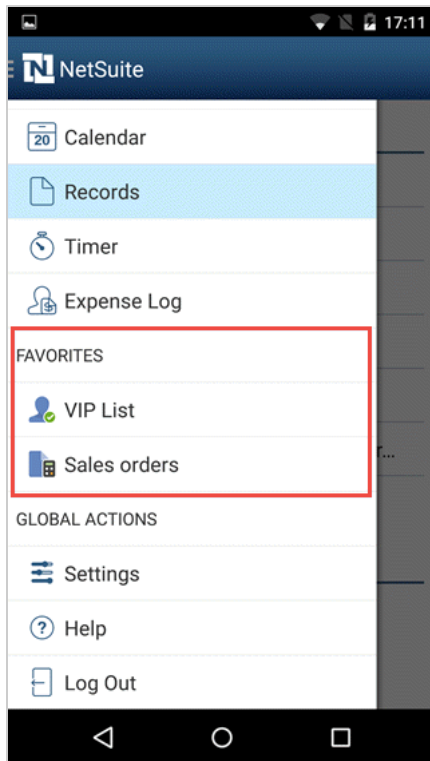 17:11
NetSuite
20 Calendar
Records
Timer
Expense Log
FAVORITES
VIP List
Sales orders
r...
GLOBAL ACTIONS
Settings
? Help
Log Out